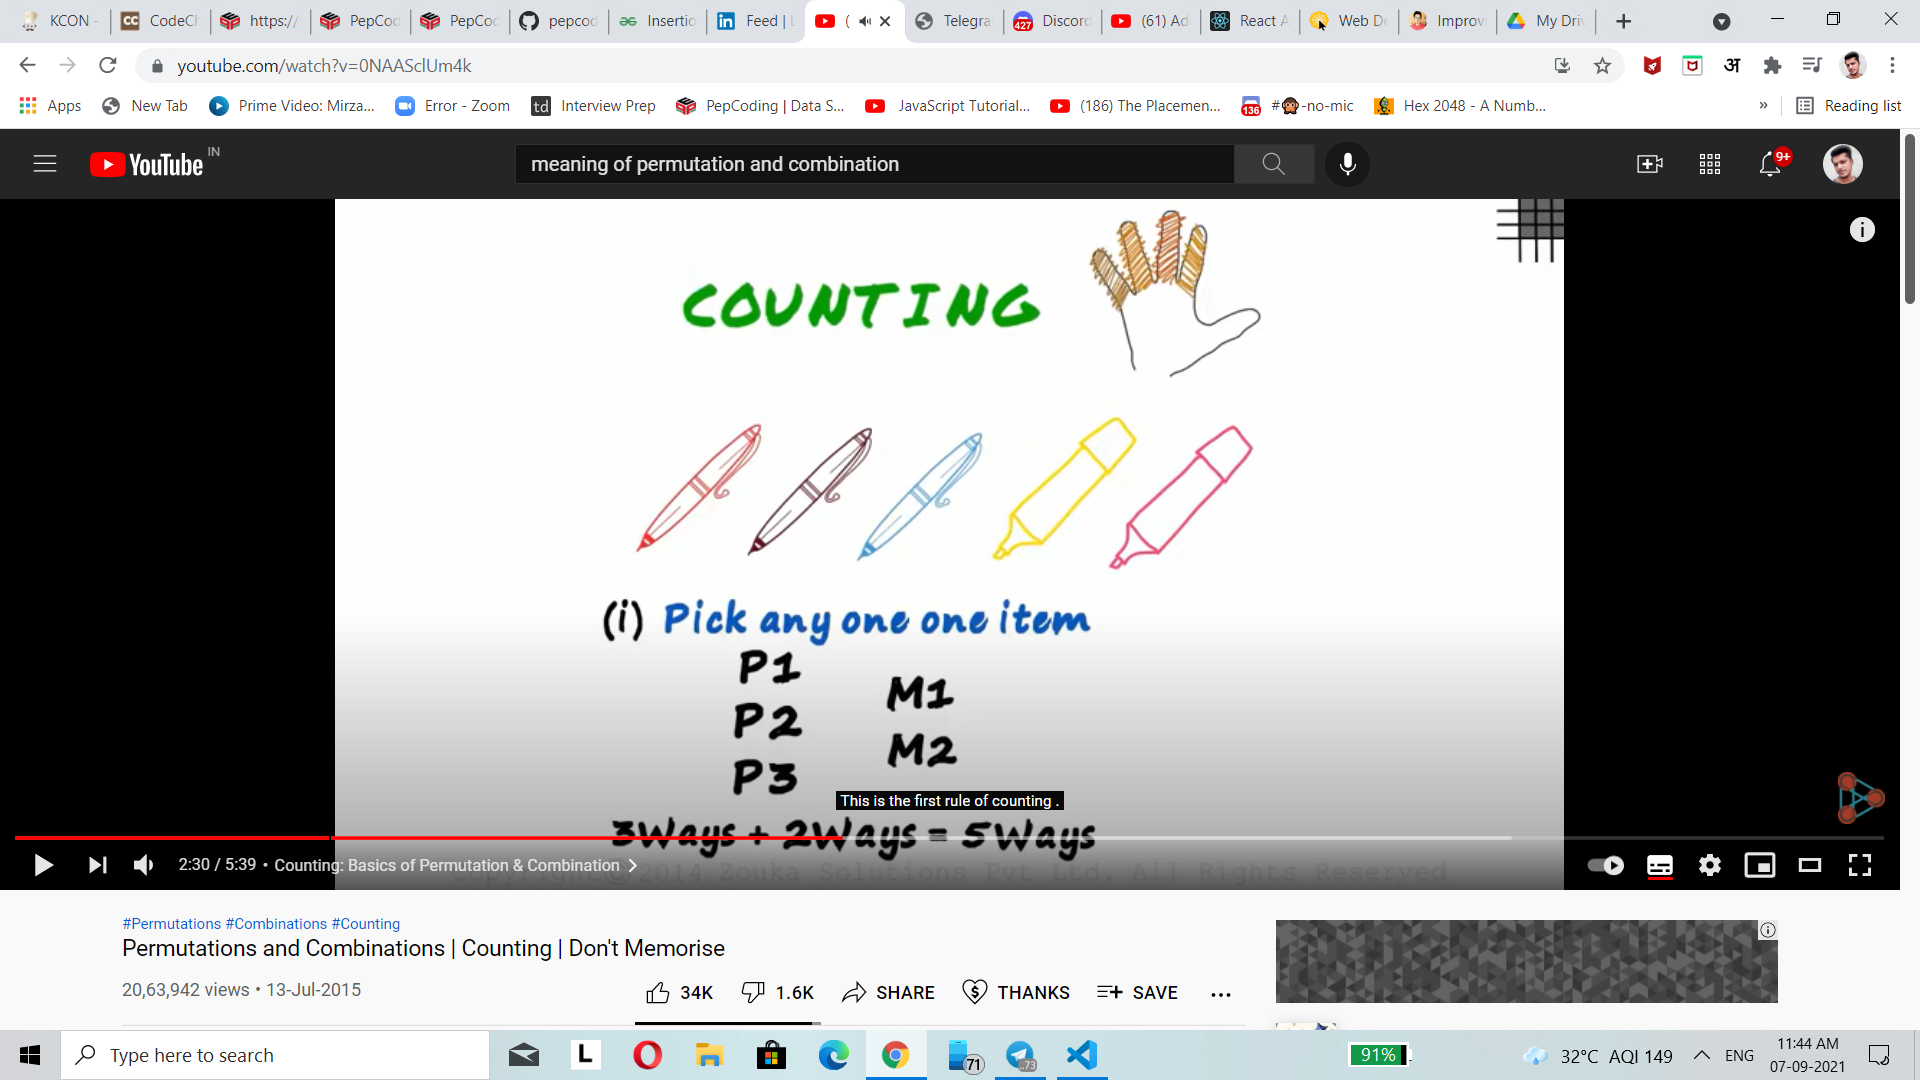 KCON -
CodeCh
https://
PepCod
PepCod
pepcod
Insertio
Feed | L
(
Telegra
427
Discord
(61) Ad
React A
Web De
Improv
My Driv
youtube.com/watch?v=0NAASclUm4k
अ
Apps
New Tab
Prime Video: Mirza...
Error - Zoom
td Interview Prep
PepCoding | Data S...
JavaScript Tutorial...
(186) The Placemen...
136 #🙊-no-mic
Hex 2048 - A Numb...
»
Reading list
YouTube IN
meaning of permutation and combination
9+
COUNTING
(i) Pick any one one item
P1
M1
P2
M2
P3
This is the first rule of counting .
3Ways + 2Ways = 5Ways
2:30 / 5:39 • Counting: Basics of Permutation & Combination
Copyright © 2014 Zouka Solutions Pvt Ltd. All Rights Reserved
#Permutations #Combinations #Counting
Permutations and Combinations | Counting | Don't Memorise
20,63,942 views • 13-Jul-2015
34K
1.6K
SHARE
THANKS
SAVE
Type here to search
L
71
..73
91%
32°C AQI 149
ENG
11:44 AM
07-09-2021